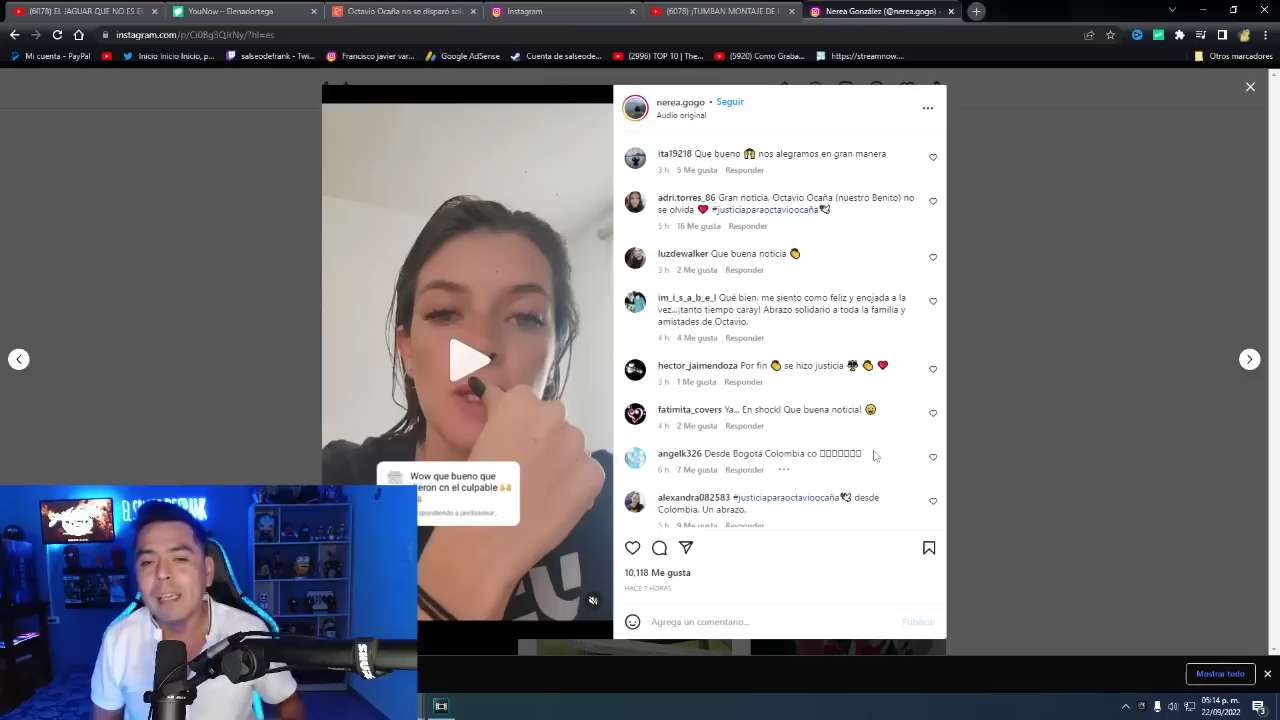 (6078) EL JAGUAR QUE NO ES E
YouTube – Elenadortega
Octavio Ocaña no se disparó sol
Instagram
(6078) ¡TUMBAN MONTAJE DE L
Nerea González (@nerea.gogo)
instagram.com/p/Ci0Bg3QJrNy/?hl=es
Mi cuenta - PayPal
Inicio Inicio Inicio, p...
salseodefrank - Twi...
Francisco javier var...
Google AdSense
Cuenta de salseode...
(2996) TOP 10 | The...
(5920) Como Grabar...
https://streamnow...
Otros marcadores
nerea.gogo • Seguir
Audio original
ita19218 Que bueno 🙌 nos alegramos en gran manera
3 h 5 Me gusta Responder
adri.torres_86 Gran noticia, Octavio Ocaña (nuestro Benito) no
se olvida ❤️ #justiciaparaoctavioocaña🕊
5 h 16 Me gusta Responder
luzdewalker Que buena noticia 👏
3 h 2 Me gusta Responder
im_i_s_a_b_e_l Qué bien, me siento como feliz y enojada a la
vez...¡tanto tiempo caray! Abrazo solidario a toda la familia y
amistades de Octavio.
4 h 4 Me gusta Responder
hector_jaimendoza Por fin 👏 se hizo justicia
3 h 1 Me gusta Responder
fatimita_covers Ya... En shock! Que buena noticia!
4 h 2 Me gusta Responder
angelk326 Desde Bogotá Colombia co
6 h 7 Me gusta Responder
alexandra082583 #justiciaparaoctavioocaña🕊 desde
Colombia. Un abrazo.
5 h 9 Me gusta Responder
Wow que bueno que
eron cn el culpable 🙌
spondiendo a javitasenor...
10,118 Me gusta
HACE 7 HORAS
Agrega un comentario...
Publicar
Mostrar todo
05:14 p. m.
22/09/2022